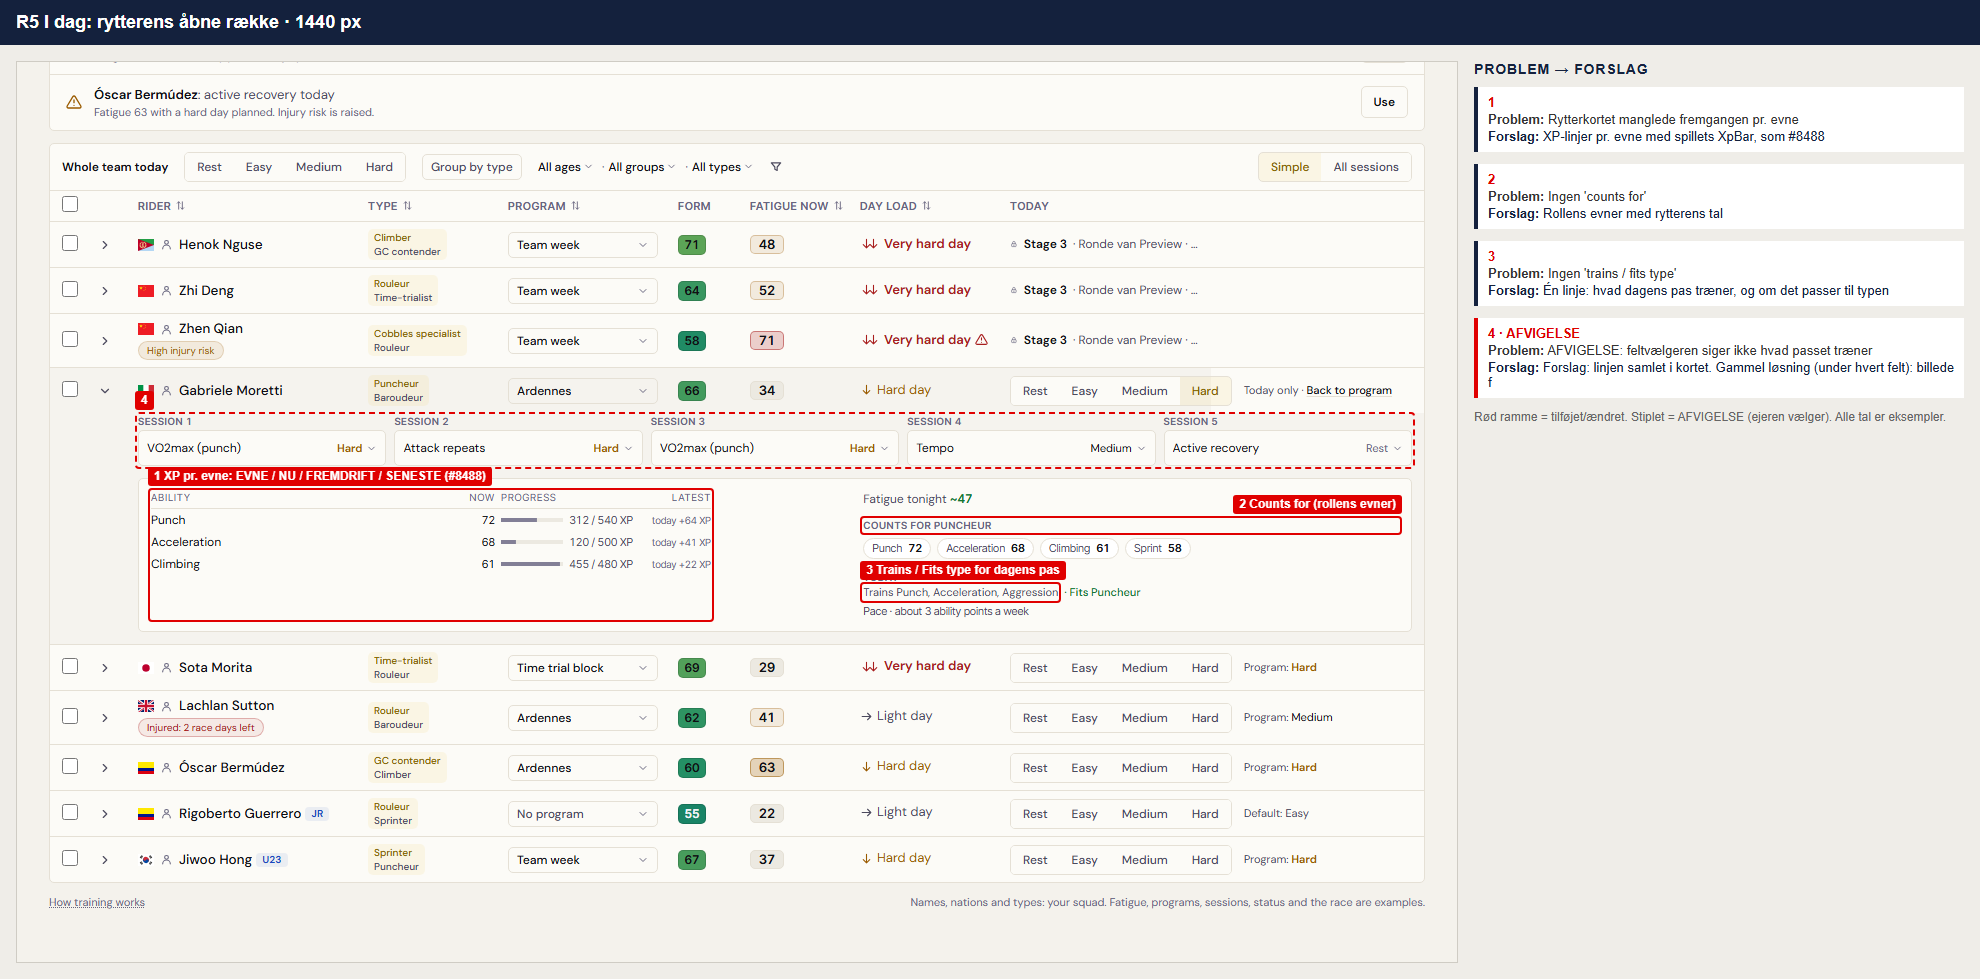 R5 I dag: rytterens åbne række · 1440 px
Óscar Bermúdez: active recovery today
Fatigue 63 with a hard day planned. Injury risk is raised.
Use
Whole team today Rest Easy Medium Hard Group by type All ages · All groups · All types Simple All sessions
RIDER TYPE PROGRAM FORM FATIGUE NOW DAY LOAD TODAY
Henok Nguse Climber GC contender Team week 71 48 Very hard day Stage 3 · Ronde van Preview · ...
Zhi Deng Rouleur Time-trialist Team week 64 52 Very hard day Stage 3 · Ronde van Preview · ...
Zhen Qian High injury risk Cobbles specialist Rouleur Team week 58 71 Very hard day Stage 3 · Ronde van Preview · ...
Gabriele Moretti Puncheur Baroudeur Ardennes 66 34 Hard day Rest Easy Medium Hard Today only · Back to program
4
SESSION 1 SESSION 2 SESSION 3 SESSION 4 SESSION 5
VO2max (punch) Hard Attack repeats Hard VO2max (punch) Hard Tempo Medium Active recovery Rest
1 XP pr. evne: EVNE / NU / FREMDRIFT / SENESTE (#8488)
ABILITY NOW PROGRESS LATEST
Punch 72 312 / 540 XP today +64 XP
Acceleration 68 120 / 500 XP today +41 XP
Climbing 61 455 / 480 XP today +22 XP
Fatigue tonight ~47
2 Counts for (rollens evner)
COUNTS FOR PUNCHEUR
Punch 72 Acceleration 68 Climbing 61 Sprint 58
3 Trains / Fits type for dagens pas
Trains Punch, Acceleration, Aggression · Fits Puncheur
Pace · about 3 ability points a week
Sota Morita Time-trialist Rouleur Time trial block 69 29 Very hard day Rest Easy Medium Hard Program: Hard
Lachlan Sutton Injured: 2 race days left Rouleur Baroudeur Ardennes 62 41 Light day Rest Easy Medium Hard Program: Medium
Óscar Bermúdez GC contender Climber Ardennes 60 63 Hard day Rest Easy Medium Hard Program: Hard
Rigoberto Guerrero JR Rouleur Sprinter No program 55 22 Light day Rest Easy Medium Hard Default: Easy
Jiwoo Hong U23 Sprinter Puncheur Team week 67 37 Hard day Rest Easy Medium Hard Program: Hard
How training works
Names, nations and types: your squad. Fatigue, programs, sessions, status and the race are examples.
PROBLEM → FORSLAG
1
Problem: Rytterkortet manglede fremgangen pr. evne
Forslag: XP-linjer pr. evne med spillets XpBar, som #8488
2
Problem: Ingen 'counts for'
Forslag: Rollens evner med rytterens tal
3
Problem: Ingen 'trains / fits type'
Forslag: Én linje: hvad dagens pas træner, og om det passer til typen
4 · AFVIGELSE
Problem: AFVIGELSE: feltvælgeren siger ikke hvad passet træner
Forslag: Forslag: linjen samlet i kortet. Gammel løsning (under hvert felt): billede
f
Rød ramme = tilføjet/ændret. Stiplet = AFVIGELSE (ejeren vælger). Alle tal er eksempler.